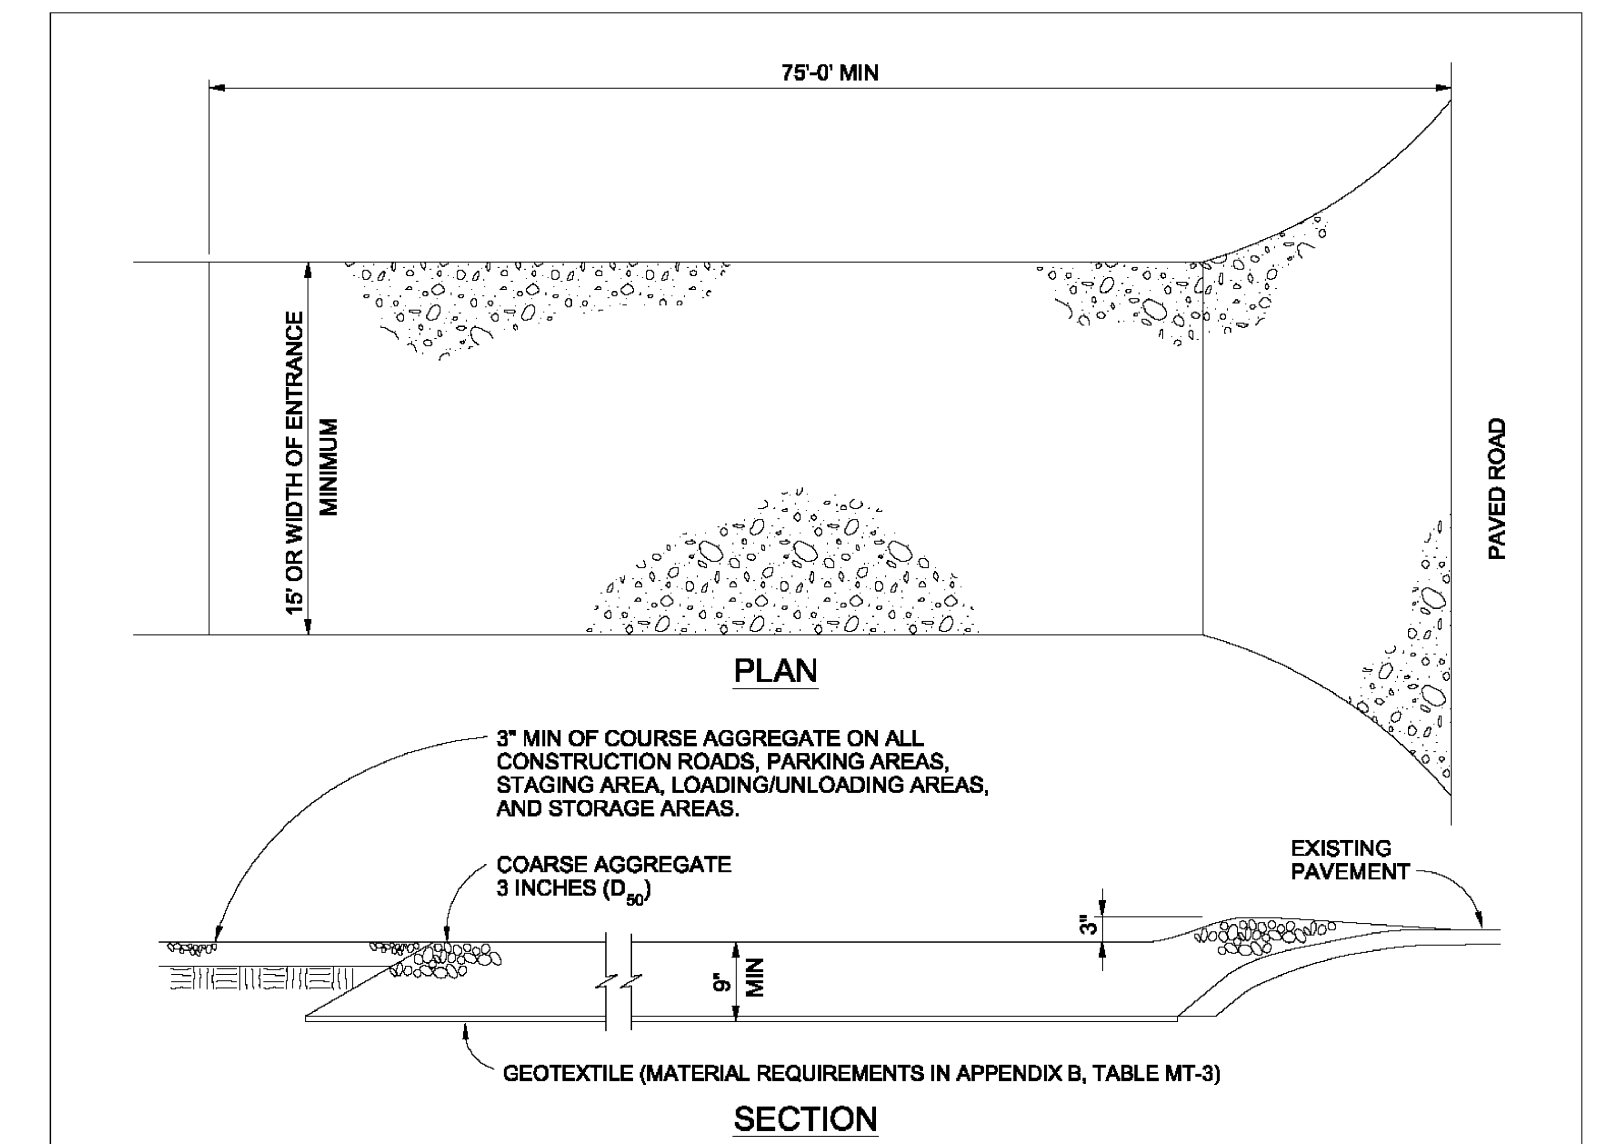 75'-0' MIN
15' OR WIDTH OF ENTRANCE
MINIMUM
PAVED ROAD
PLAN
3" MIN OF COURSE AGGREGATE ON ALL
CONSTRUCTION ROADS, PARKING AREAS,
STAGING AREA, LOADING/UNLOADING AREAS,
AND STORAGE AREAS.
COARSE AGGREGATE
3 INCHES (D50)
EXISTING
PAVEMENT
3"
9"
MIN
GEOTEXTILE (MATERIAL REQUIREMENTS IN APPENDIX B, TABLE MT-3)
SECTION